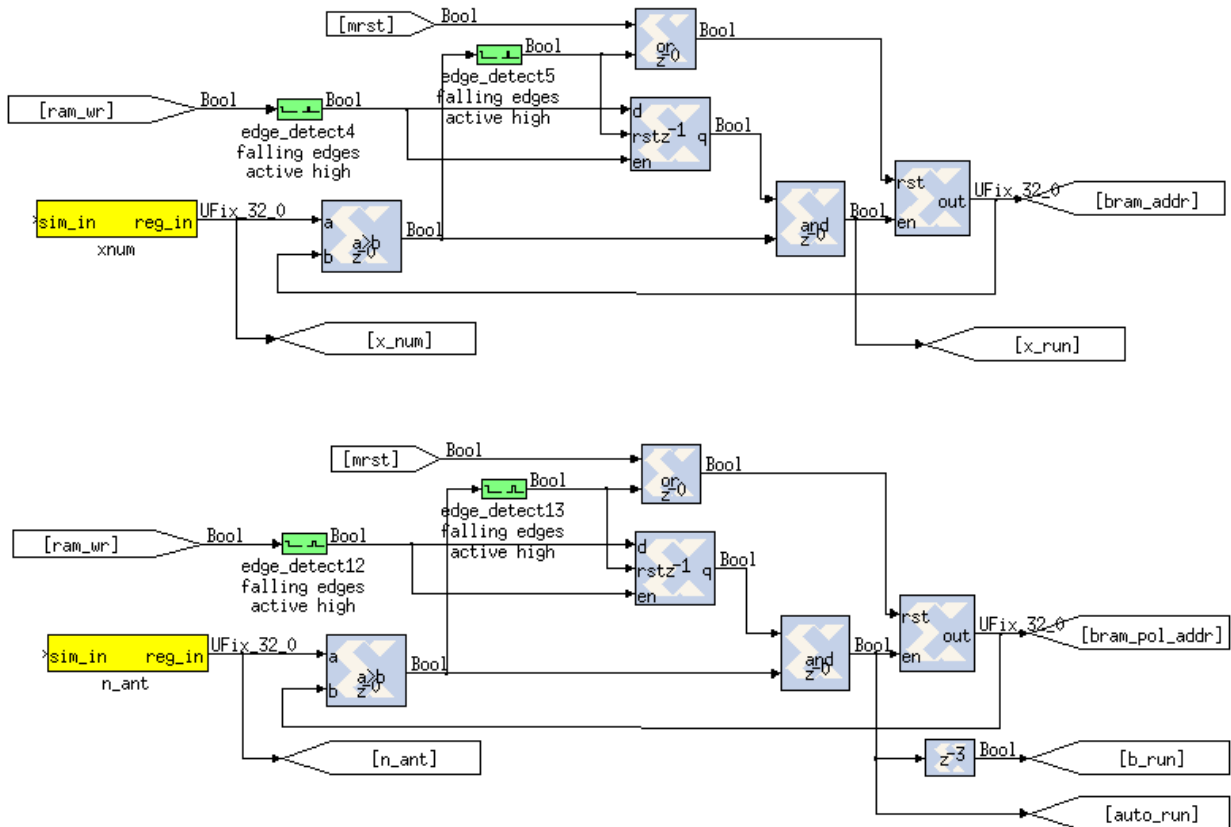 [mrst]
Bool
or
z-0
Bool
Bool
edge_detect5
falling edges
active high
[ram_wr]
Bool
Bool
edge_detect4
falling edges
active high
d
rst
en
z-1
q
Bool
rst
en
out
UFix_32_0
[bram_addr]
sim_in
reg_in
xnum
UFix_32_0
a
b
a>b
z-0
Bool
and
z-0
Bool
[x_num]
[x_run]
[mrst]
Bool
or
z-0
Bool
Bool
edge_detect13
falling edges
active high
[ram_wr]
Bool
Bool
edge_detect12
falling edges
active high
d
rst
en
z-1
q
Bool
rst
en
out
UFix_32_0
[bram_pol_addr]
sim_in
reg_in
n_ant
UFix_32_0
a
b
a>b
z-0
Bool
and
z-0
Bool
[n_ant]
z-3
Bool
[b_run]
[auto_run]